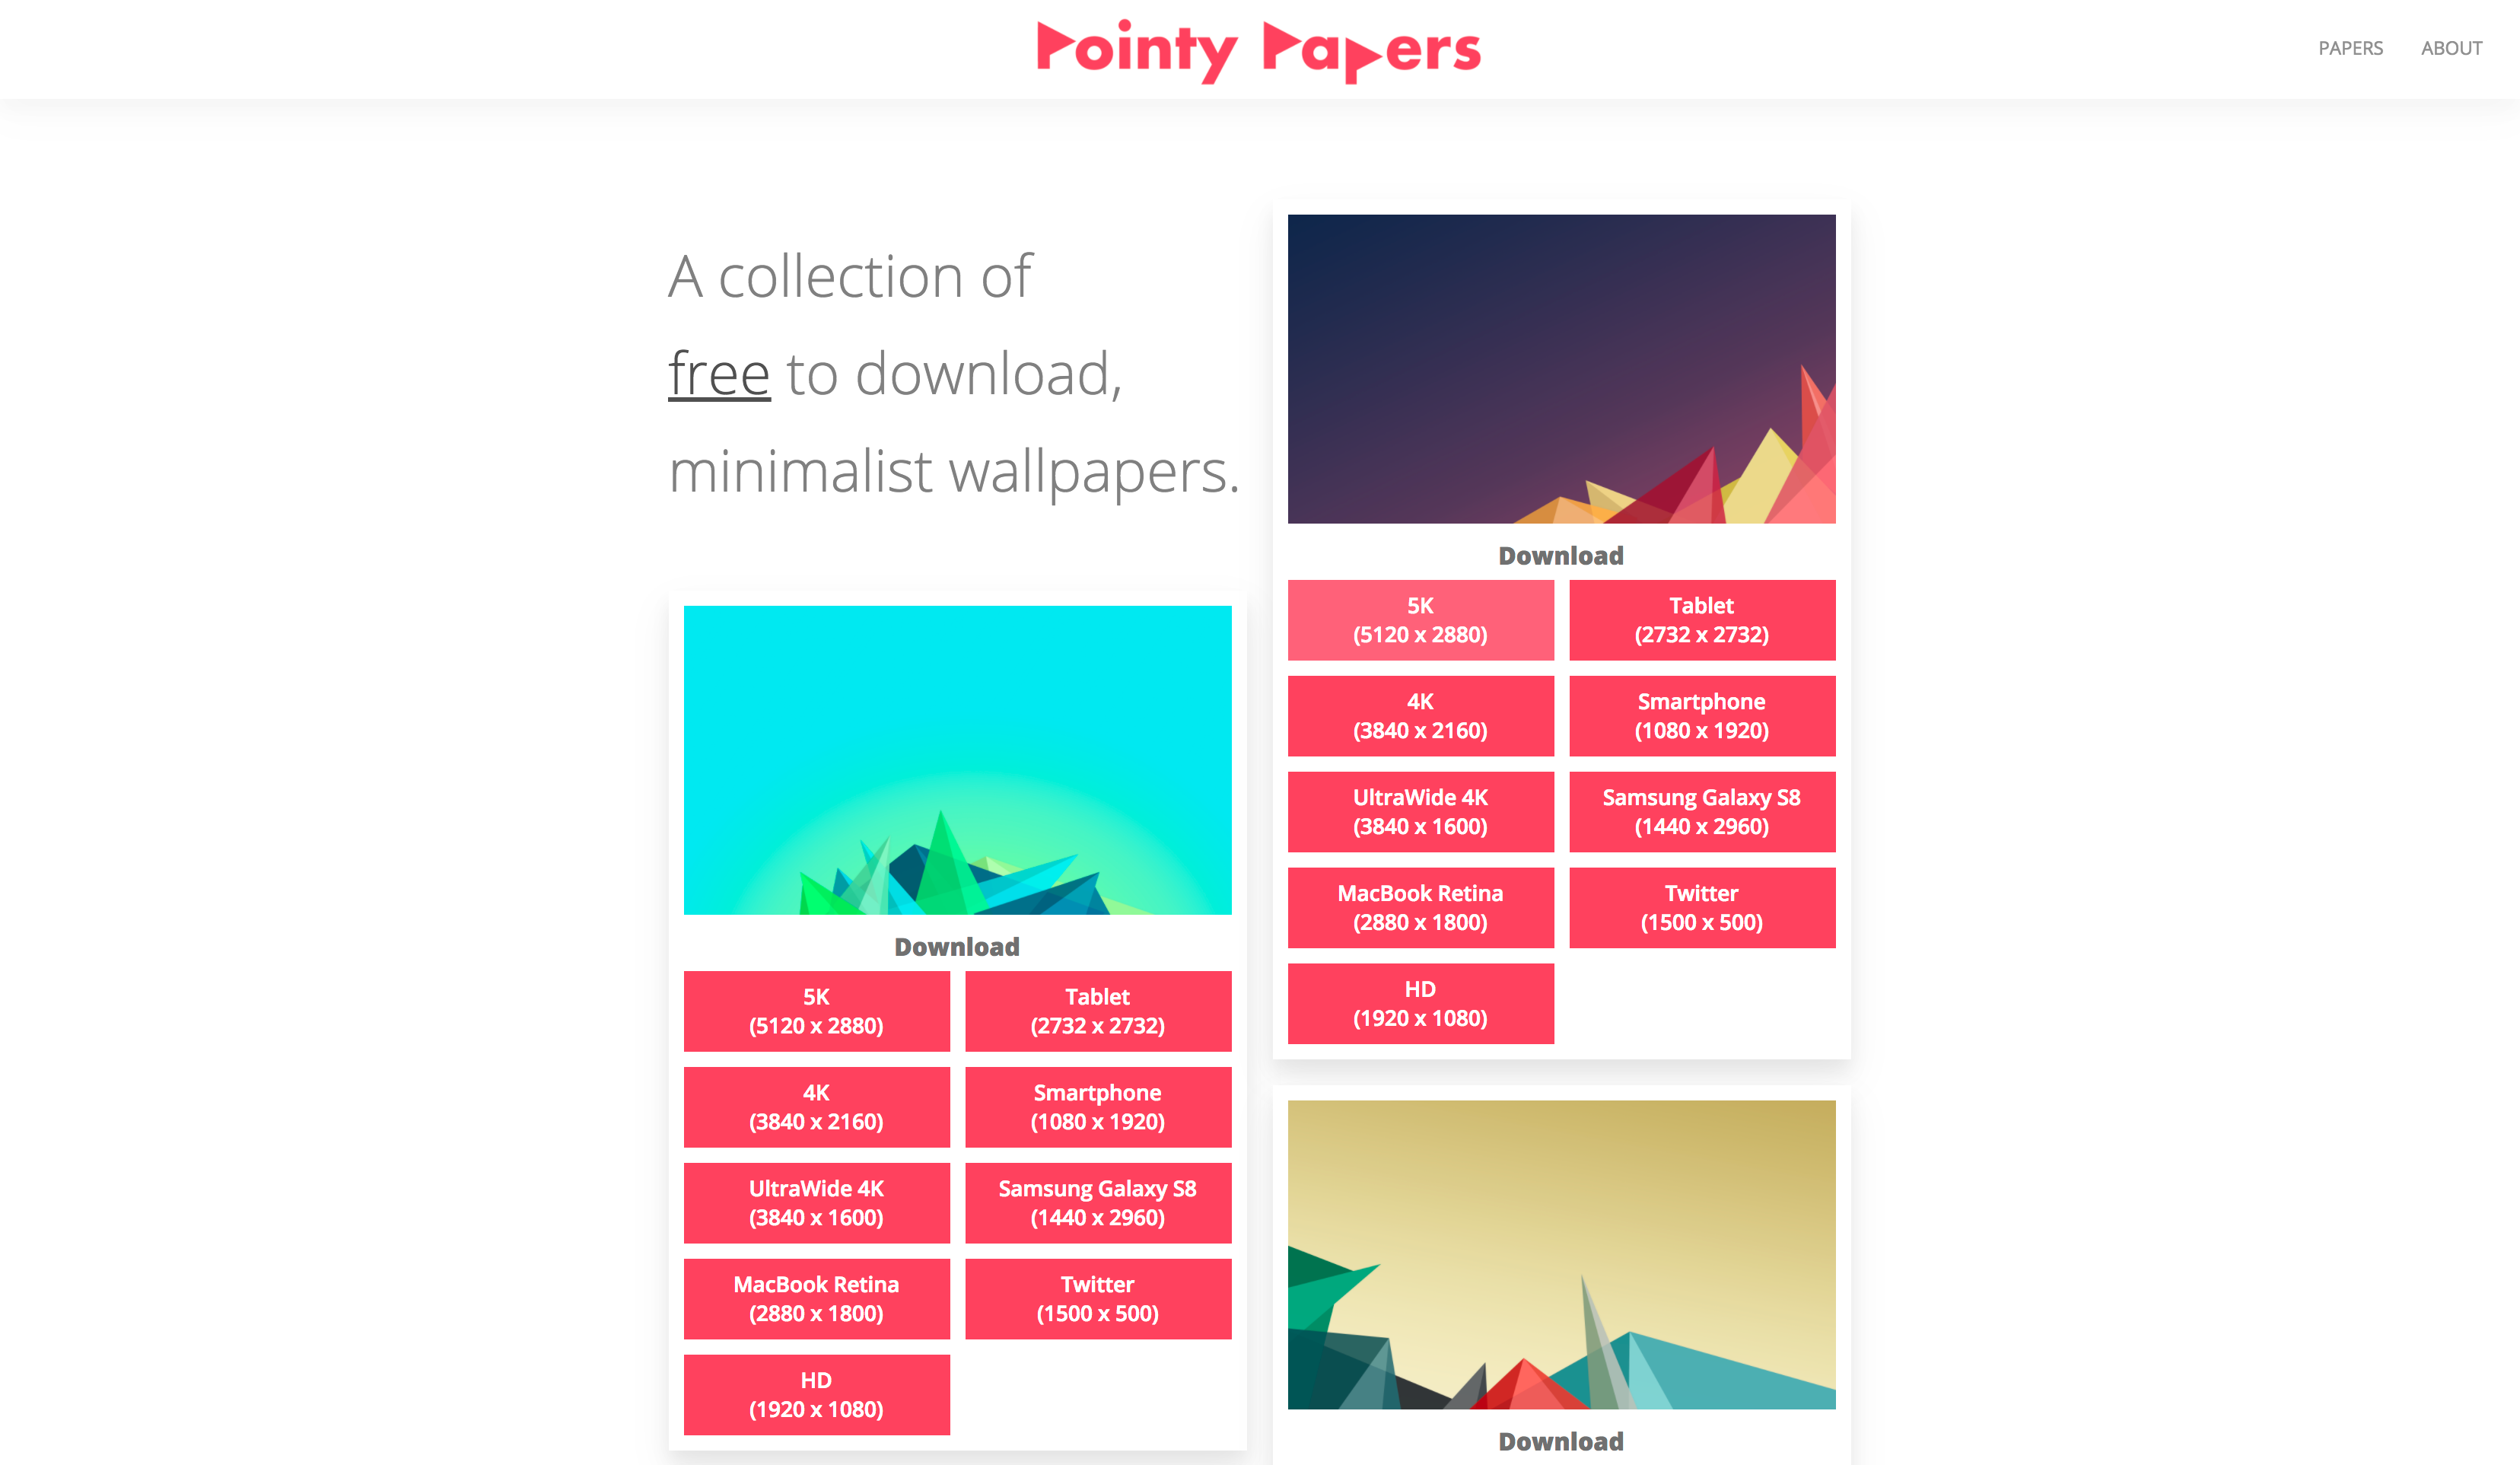 Pointy Papers
PAPERS
ABOUT
A collection of
free to download,
minimalist wallpapers.
Download
5K
(5120 x 2880)
Tablet
(2732 x 2732)
4K
(3840 x 2160)
Smartphone
(1080 x 1920)
UltraWide 4K
(3840 x 1600)
Samsung Galaxy S8
(1440 x 2960)
MacBook Retina
(2880 x 1800)
Twitter
(1500 x 500)
HD
(1920 x 1080)
Download
5K
(5120 x 2880)
Tablet
(2732 x 2732)
4K
(3840 x 2160)
Smartphone
(1080 x 1920)
UltraWide 4K
(3840 x 1600)
Samsung Galaxy S8
(1440 x 2960)
MacBook Retina
(2880 x 1800)
Twitter
(1500 x 500)
HD
(1920 x 1080)
Download